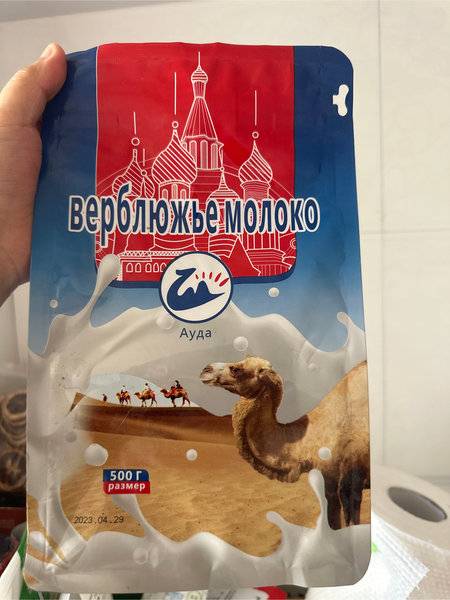 верблюжье молоко
Ауда
500 Г
размер
2023.04.29